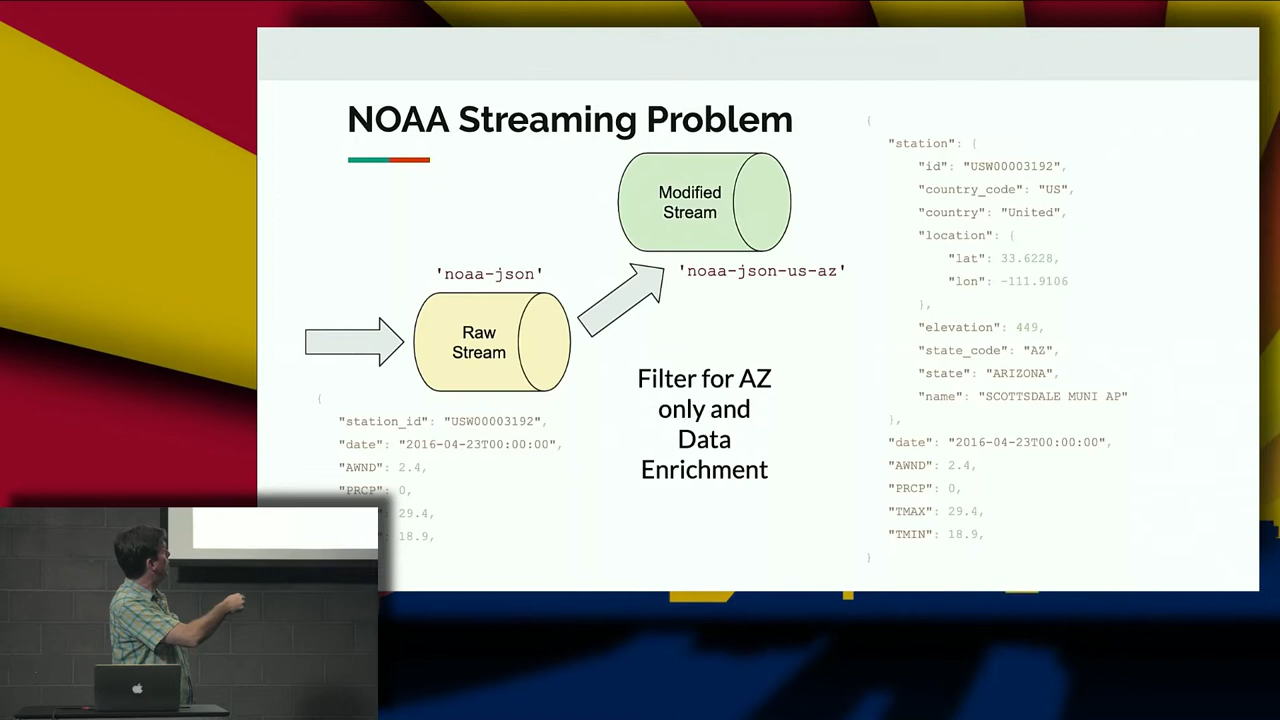 NOAA Streaming Problem
Modified
Stream
'noaa-json'
'noaa-json-us-az'
Raw
Stream
Filter for AZ
only and
Data
Enrichment
{
"station_id": "USW00003192",
"date": "2016-04-23T00:00:00",
"AWND": 2.4,
"PRCP": 0,
29.4,
18.9,
{
"station": {
"id": "USW00003192",
"country_code": "US",
"country": "United",
"location": {
"lat": 33.6228,
"lon": -111.9106
},
"elevation": 449,
"state_code": "AZ",
"state": "ARIZONA",
"name": "SCOTTSDALE MUNI AP"
},
"date": "2016-04-23T00:00:00",
"AWND": 2.4,
"PRCP": 0,
"TMAX": 29.4,
"TMIN": 18.9,
}